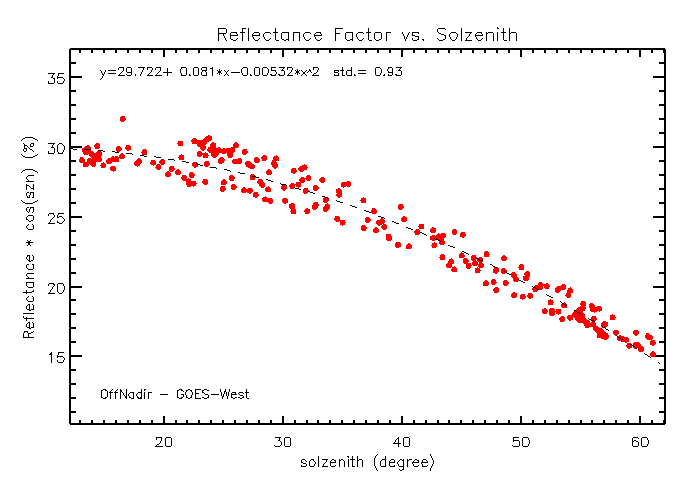 Reflectance Factor vs. Solzenith
y=29.722+ 0.081*x-0.00532*x^2 std.= 0.93
35
30
25
20
15
Reflectance * cos(szn) (%)
OffNadir - GOES-West
20 30 40 50 60
solzenith (degree)